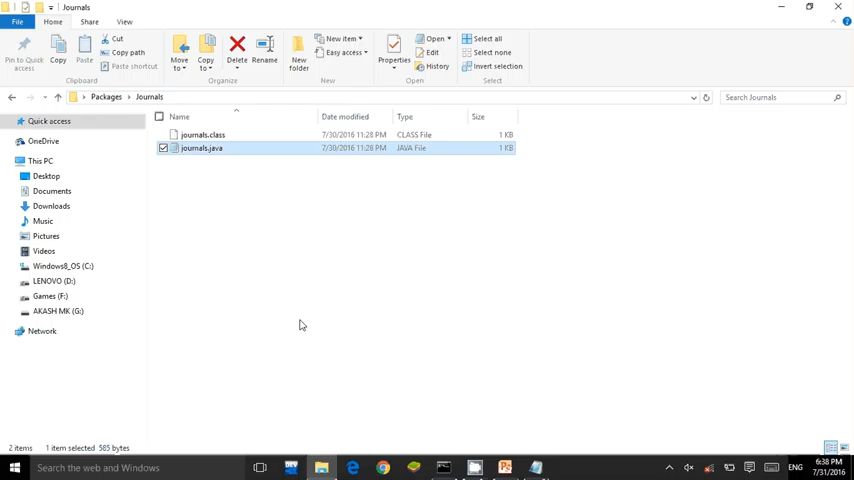 Journals
File Home Share View
Pin to Quick access
Copy
Paste
Cut
Copy path
Paste shortcut
Clipboard
Move to
Copy to
Delete
Rename
Organize
New folder
New item
Easy access
New
Properties
Open
Edit
History
Open
Select all
Select none
Invert selection
Select
Packages Journals
Search Journals
Name Date modified Type Size
journals.class 7/30/2016 11:28 PM CLASS File 1 KB
journals.java 7/30/2016 11:28 PM JAVA File 1 KB
Quick access
OneDrive
This PC
Desktop
Documents
Downloads
Music
Pictures
Videos
Windows8_OS (C:)
LENOVO (D:)
Games (F:)
AKASH MK (G:)
Network
2 items 1 item selected 585 bytes
Search the web and Windows
DEV
ENG
6:38 PM
7/31/2016